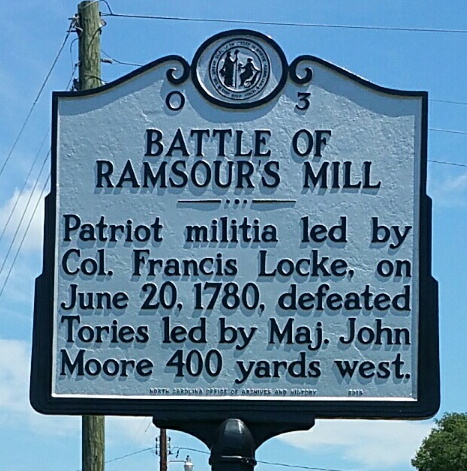 O 3
BATTLE OF
RAMSOUR'S MILL
Patriot militia led by
Col. Francis Locke, on
June 20, 1780, defeated
Tories led by Maj. John
Moore 400 yards west.
NORTH CAROLINA OFFICE OF ARCHIVES AND HISTORY